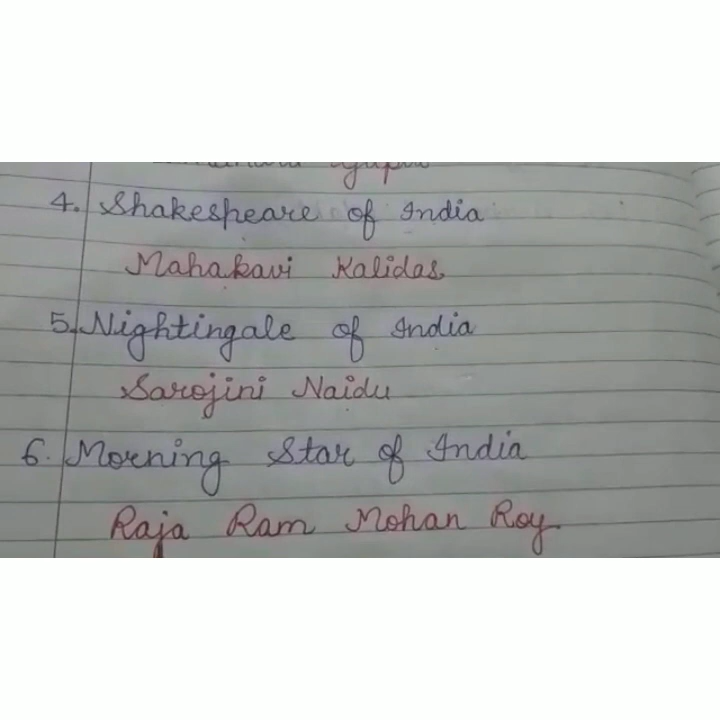 Gupta
4. Shakespeare of India
Mahakavi Kalidas
5. Nightingale of India
Sarojini Naidu
6. Morning Star of India
Raja Ram Mohan Roy